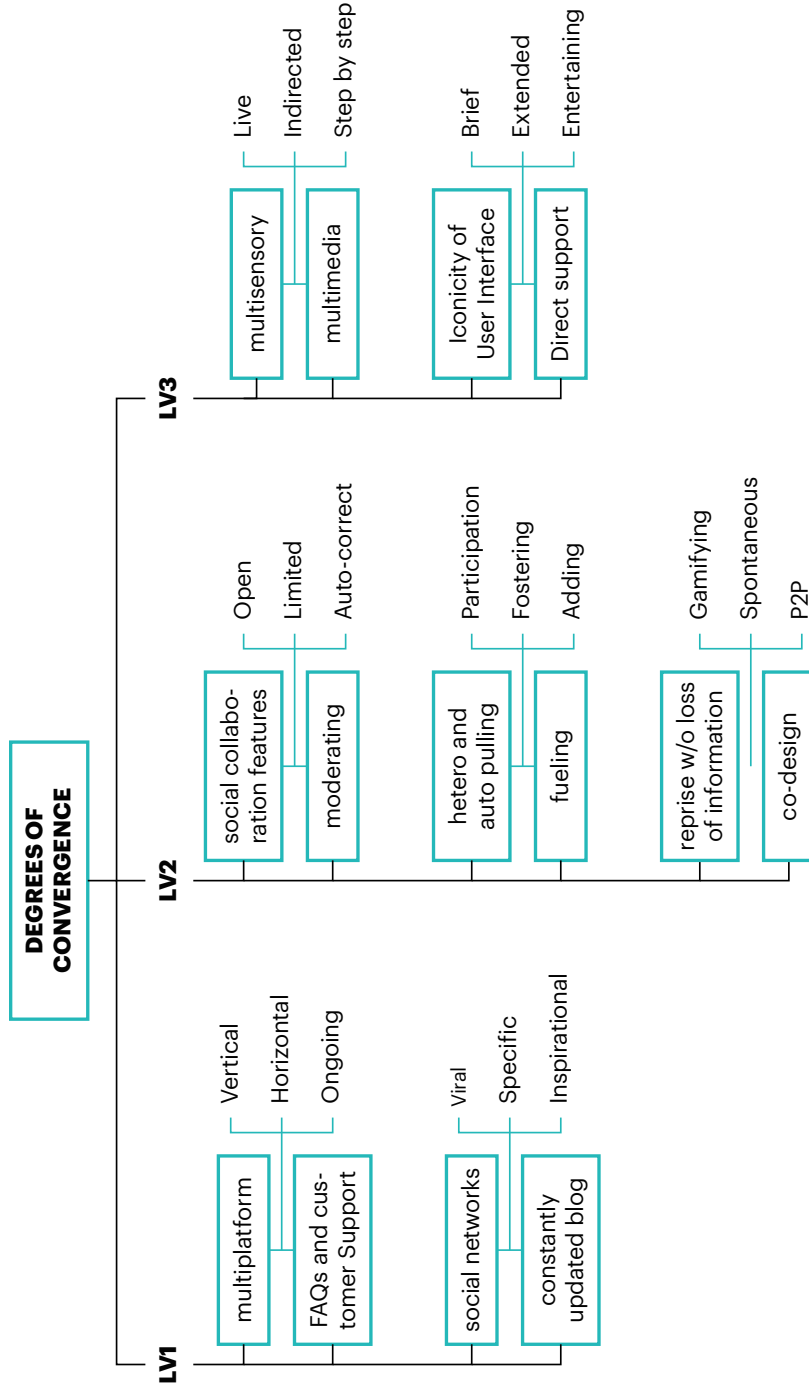 DEGREES OF
CONVERGENCE
LV1
multiplatform
FAQs and cus-
tomer Support
Vertical
Horizontal
Ongoing
social networks
constantly
updated blog
Viral
Specific
Inspirational
LV2
social collabo-
ration features
moderating
Open
Limited
Auto-correct
hetero and
auto pulling
fueling
Participation
Fostering
Adding
reprise w/o loss
of information
co-design
Gamifying
Spontaneous
P2P
LV3
multisensory
multimedia
Live
Indirected
Step by step
Iconicity of
User Interface
Direct support
Brief
Extended
Entertaining